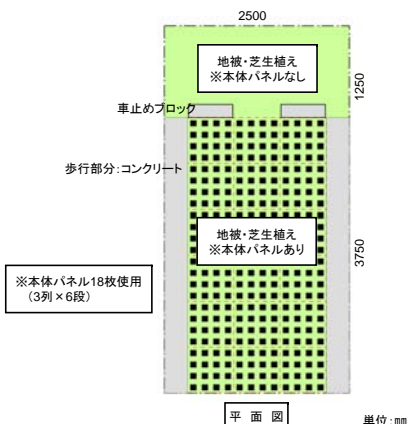 2500
地被・芝生植え
※本体パネルなし
1250
車止めブロック
歩行部分:コンクリート
地被・芝生植え
※本体パネルあり
3750
※本体パネル18枚使用
(3列×6段)
平 面 図
単位:mm